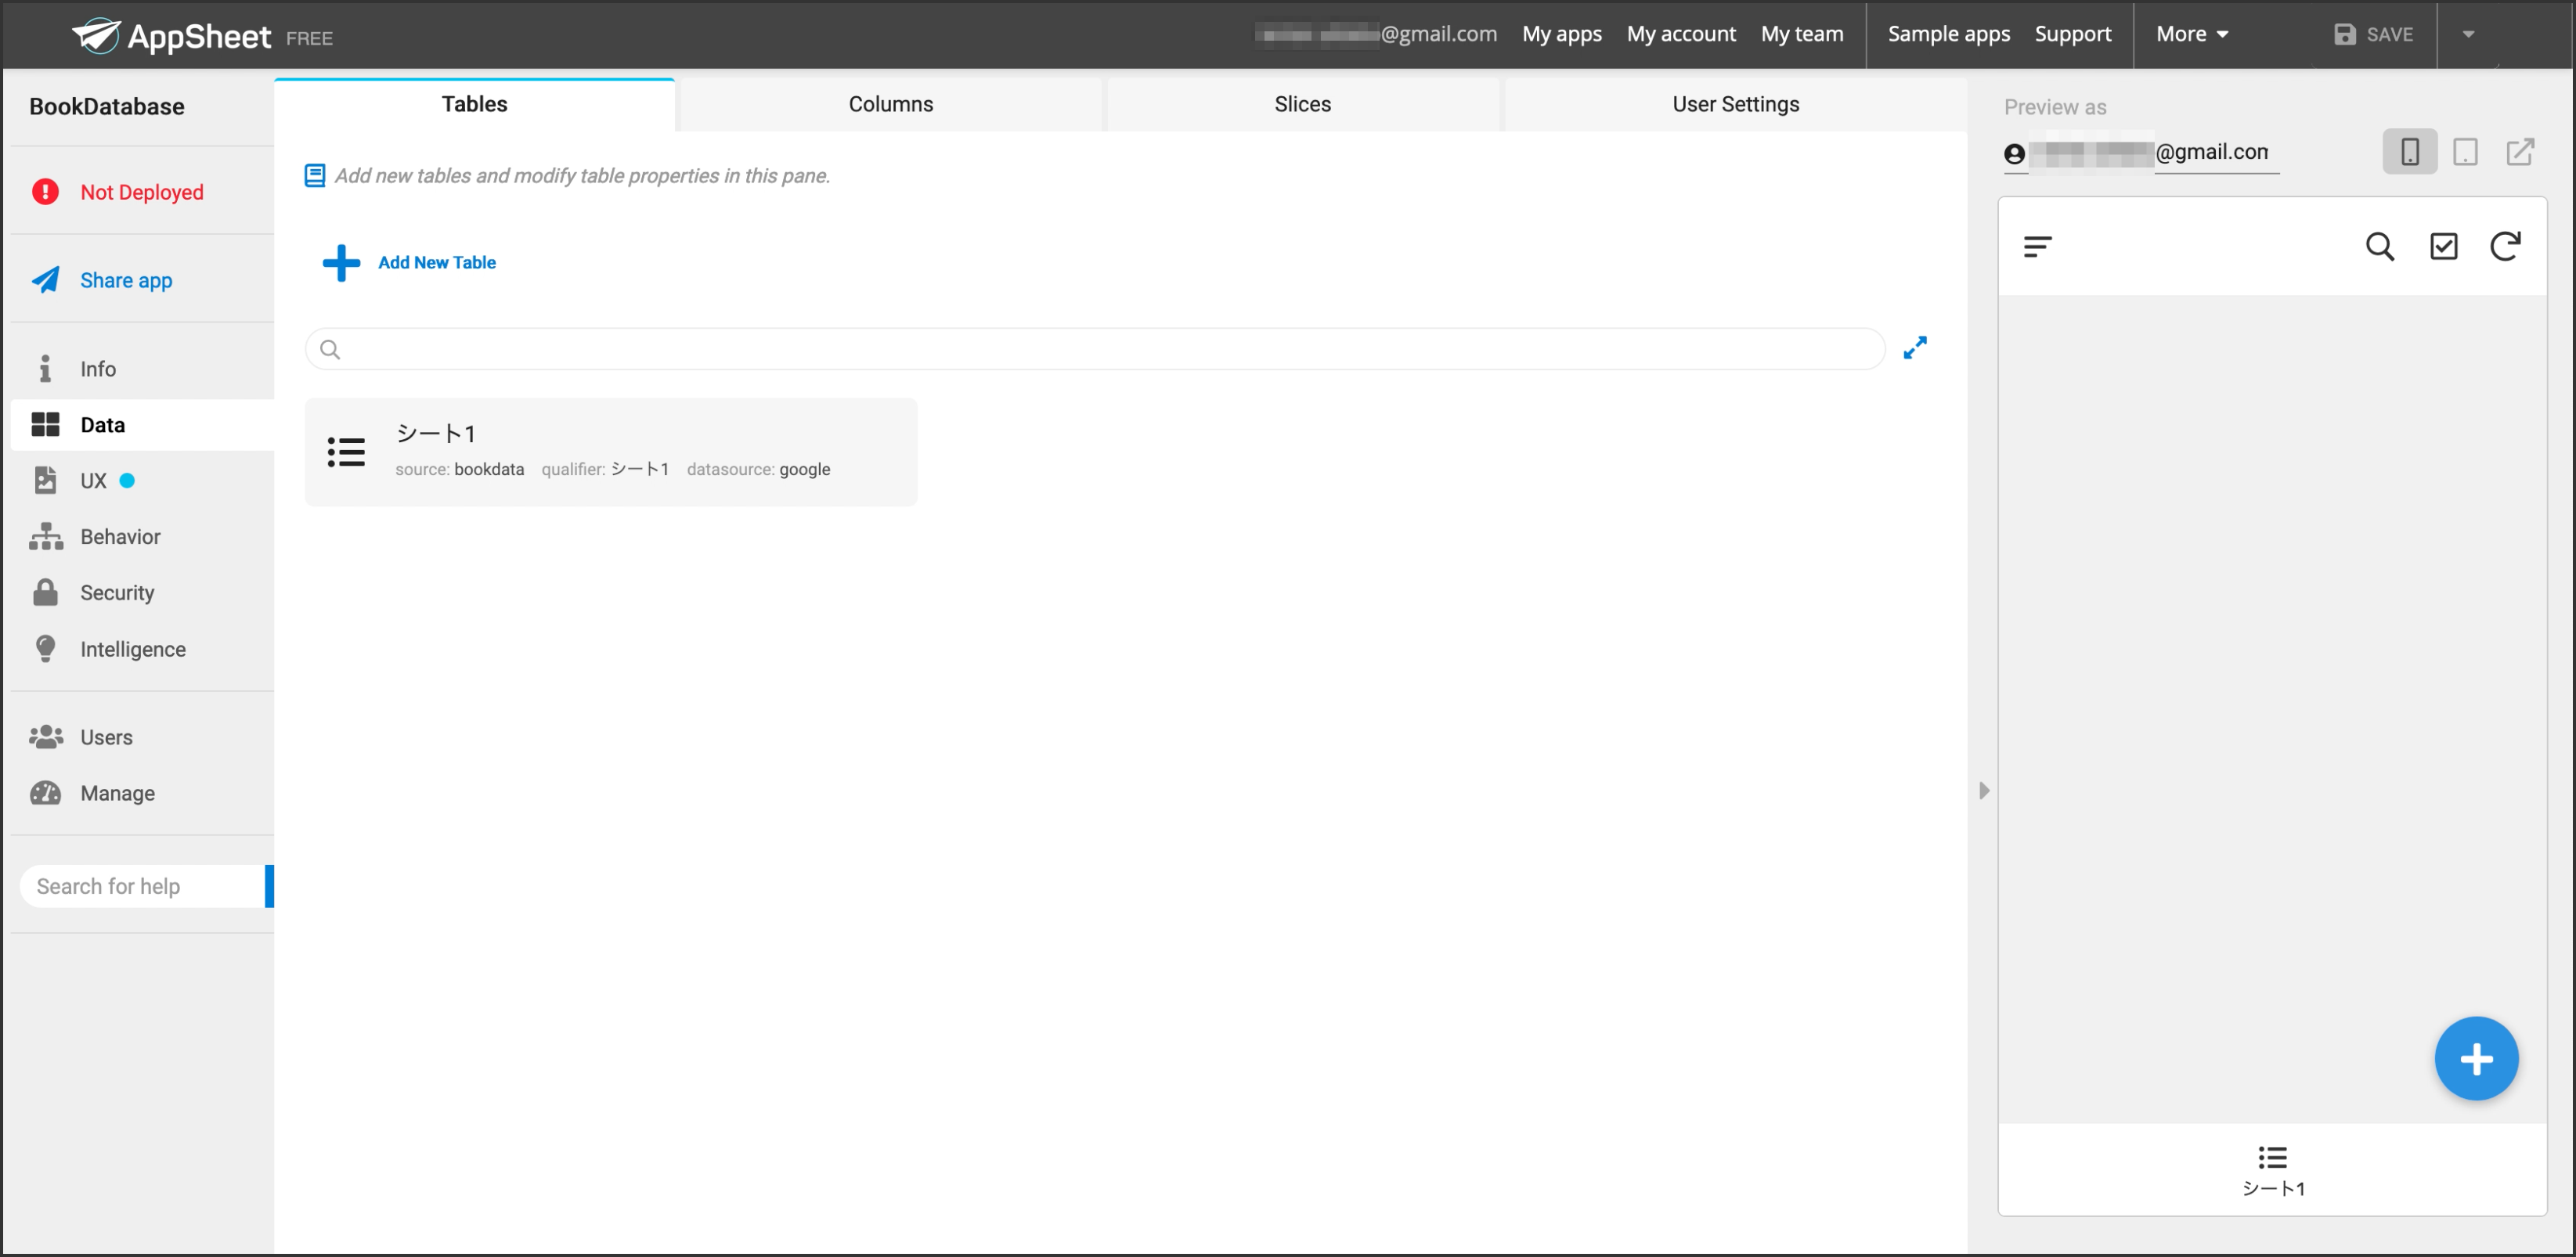 AppSheet FREE
@gmail.com My apps My account My team Sample apps Support More SAVE
BookDatabase
Not Deployed
Share app
Info
Data
UX
Behavior
Security
Intelligence
Users
Manage
Search for help
Tables Columns Slices User Settings
Add new tables and modify table properties in this pane.
Add New Table
シート1
source: bookdata qualifier: シート1 datasource: google
Preview as
@gmail.com
シート1